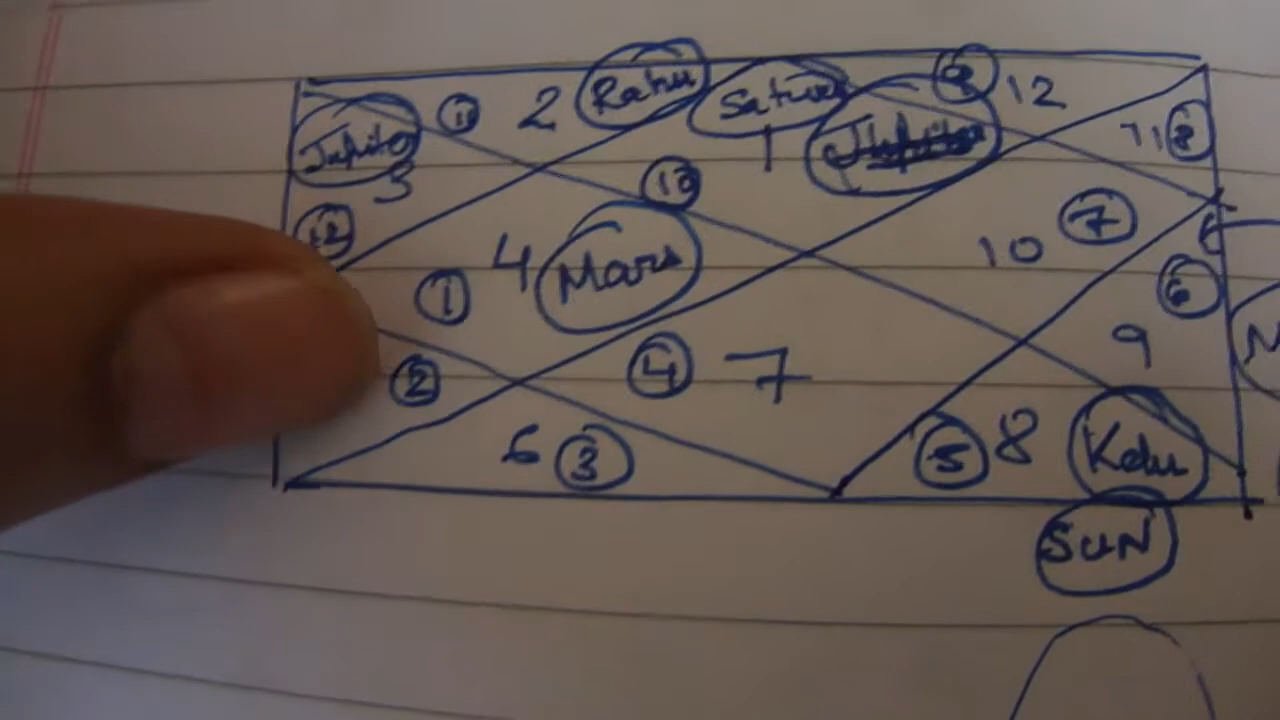 2 Rahu Saturn 9 12
Jupiter 11 1 11 8
3 10
12 4 Mars 10 7
1 6
2 4 7 9
6 3 5 8 Ketu
SUN